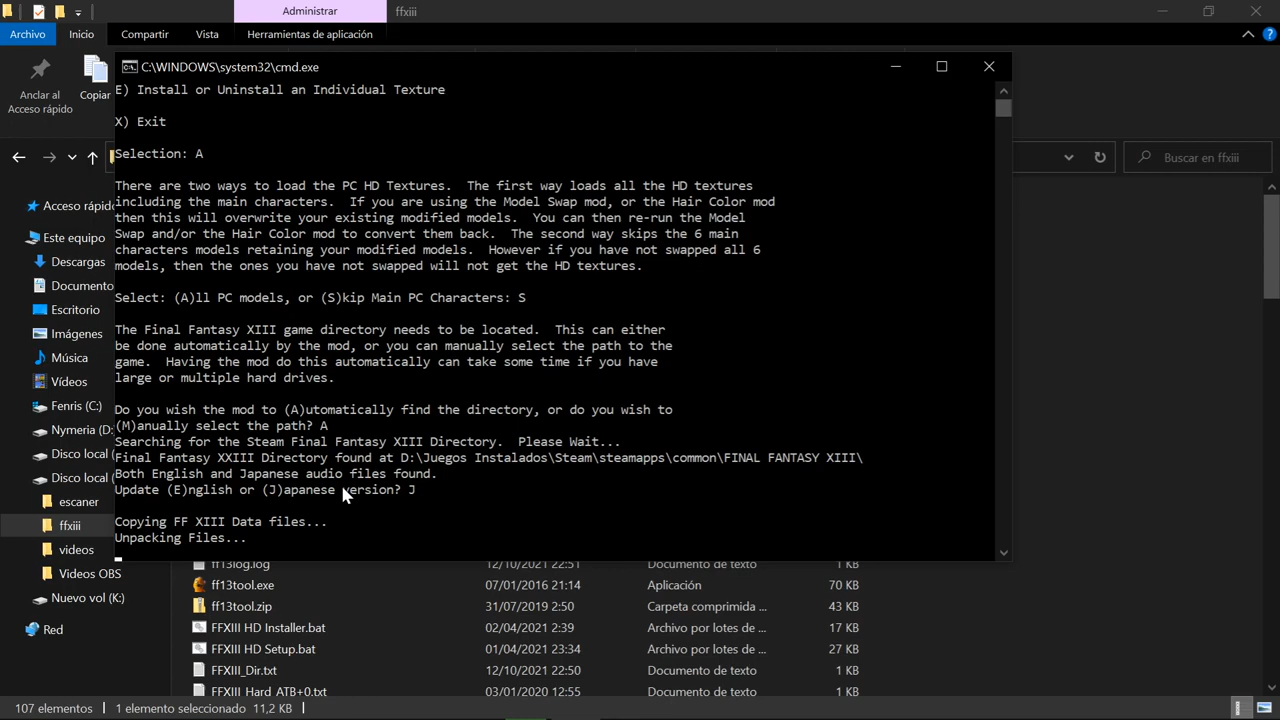 Administrar
ffxiii
Archivo
Inicio
Compartir
Vista
Herramientas de aplicación
Anclar al
Acceso rápido
Copiar
Buscar en ffxiii
C:\WINDOWS\system32\cmd.exe
E) Install or Uninstall an Individual Texture
X) Exit
Selection: A
There are two ways to load the PC HD Textures.  The first way loads all the HD textures
including the main characters.  If you are using the Model Swap mod, or the Hair Color mod
then this will overwrite your existing modified models.  You can then re-run the Model
Swap and/or the Hair Color mod to convert them back.  The second way skips the 6 main
characters models retaining your modified models.  However if you have not swapped all 6
models, then the ones you have not swapped will not get the HD textures.
Select: (A)ll PC models, or (S)kip Main PC Characters: S
The Final Fantasy XIII game directory needs to be located.  This can either
be done automatically by the mod, or you can manually select the path to the
game.  Having the mod do this automatically can take some time if you have
large or multiple hard drives.
Do you wish the mod to (A)utomatically find the directory, or do you wish to
(M)anually select the path? A
Searching for the Steam Final Fantasy XIII Directory.  Please Wait...
Final Fantasy XXIII Directory found at D:\Juegos Instalados\Steam\steamapps\common\FINAL FANTASY XIII\
Both English and Japanese audio files found.
Update (E)nglish or (J)apanese version? J
Copying FF XIII Data files...
Unpacking Files...
Acceso rápido
Este equipo
Descargas
Documento
Escritorio
Imágenes
Música
Vídeos
Fenris (C:)
Nymeria (D:
Disco local
Disco local
escaner
ffxiii
videos
Videos OBS
Nuevo vol (K:)
Red
ff13log.log 12/10/2021 22:51 Documento de texto 1 KB
ff13tool.exe 07/01/2016 21:14 Aplicación 70 KB
ff13tool.zip 31/07/2019 2:50 Carpeta comprimida ... 43 KB
FFXIII HD Installer.bat 02/04/2021 2:39 Archivo por lotes de ... 17 KB
FFXIII HD Setup.bat 01/04/2021 23:34 Archivo por lotes de ... 27 KB
FFXIII_Dir.txt 12/10/2021 22:50 Documento de texto 1 KB
FFXIII_Hard_ATB+0.txt 03/01/2020 12:55 Documento de texto 1 KB
107 elementos
1 elemento seleccionado 11,2 KB